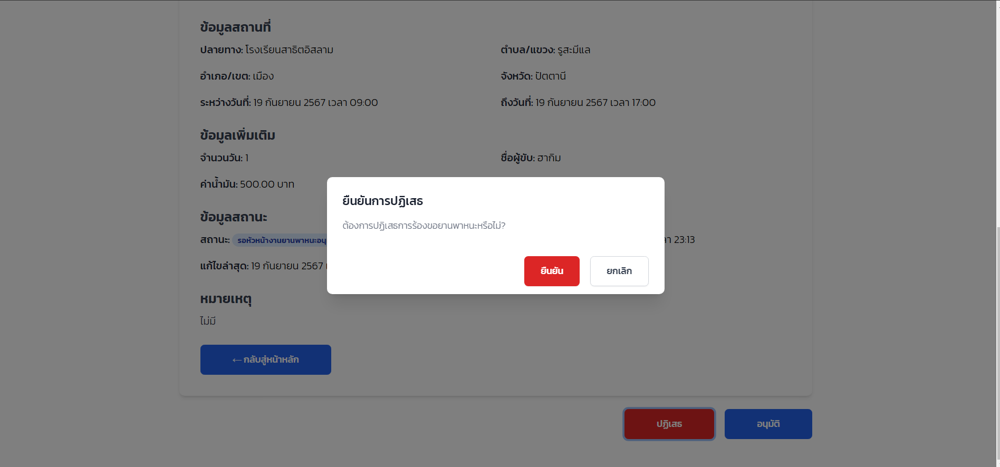 ข้อมูลสถานที่
ปลายทาง: โรงเรียนสาธิตอิสลาม
ตำบล/แขวง: รูสะมีแล
อำเภอ/เขต: เมือง
จังหวัด: ปัตตานี
ระหว่างวันที่: 19 กันยายน 2567 เวลา 09:00
ถึงวันที่: 19 กันยายน 2567 เวลา 17:00
ข้อมูลเพิ่มเติม
จำนวนวัน: 1
ชื่อผู้ขับ: ฮากิม
ค่าน้ำมัน: 500.00 บาท
ยืนยันการปฏิเสธ
ต้องการปฏิเสธการร้องขอยานพาหนะหรือไม่?
ยืนยัน
ยกเลิก
ข้อมูลสถานะ
สถานะ: รอหัวหน้างานยานพาหนะอนุ
23:13
แก้ไขล่าสุด: 19 กันยายน 2567
หมายเหตุ
ไม่มี
← กลับสู่หน้าหลัก
ปฏิเสธ
อนุมัติ